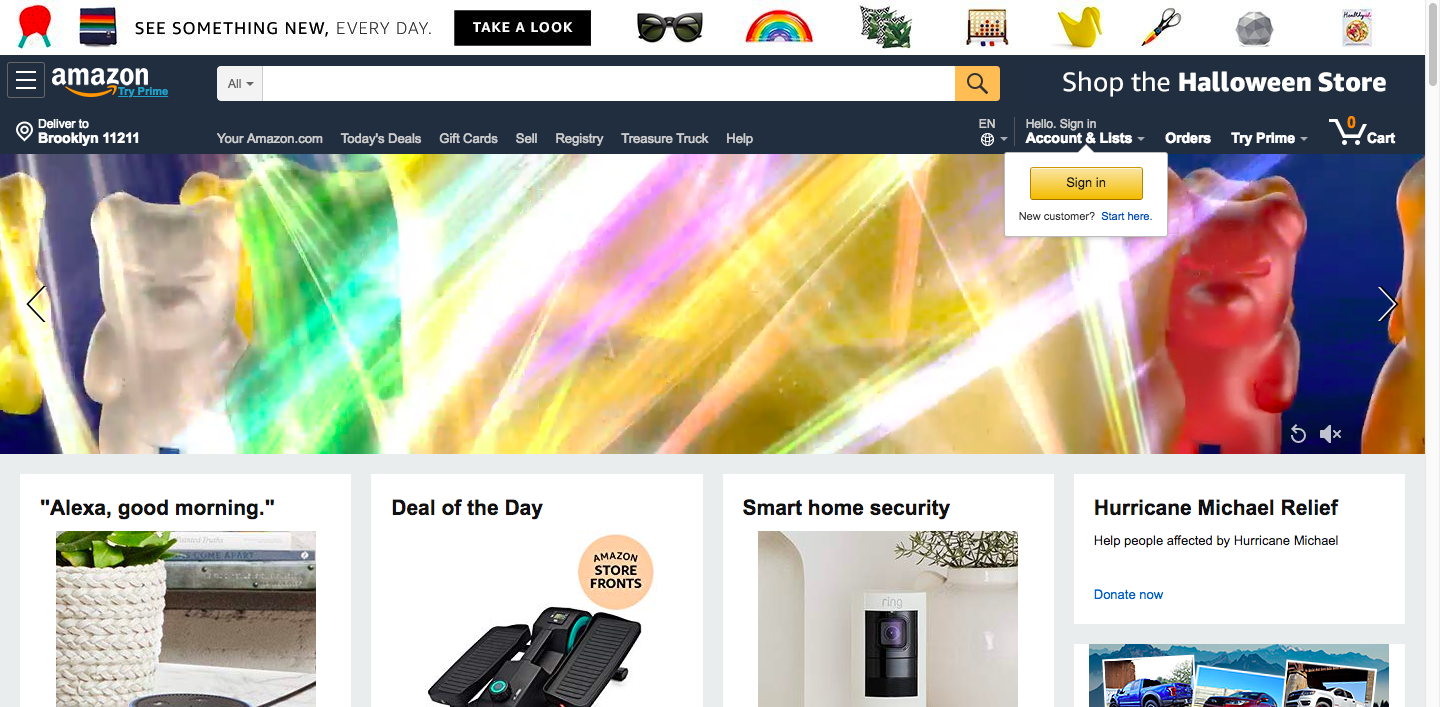 SEE SOMETHING NEW, EVERY DAY.
TAKE A LOOK
Healthyish
amazon
Try Prime
All
Shop the Halloween Store
Deliver to
Brooklyn 11211
Your Amazon.com
Today's Deals
Gift Cards
Sell
Registry
Treasure Truck
Help
EN
Hello. Sign in
Account & Lists
Orders
Try Prime
0
Cart
Sign in
New customer? Start here.
"Alexa, good morning."
COME APART
Deal of the Day
AMAZON
STORE
FRONTS
Smart home security
ring
Hurricane Michael Relief
Help people affected by Hurricane Michael
Donate now